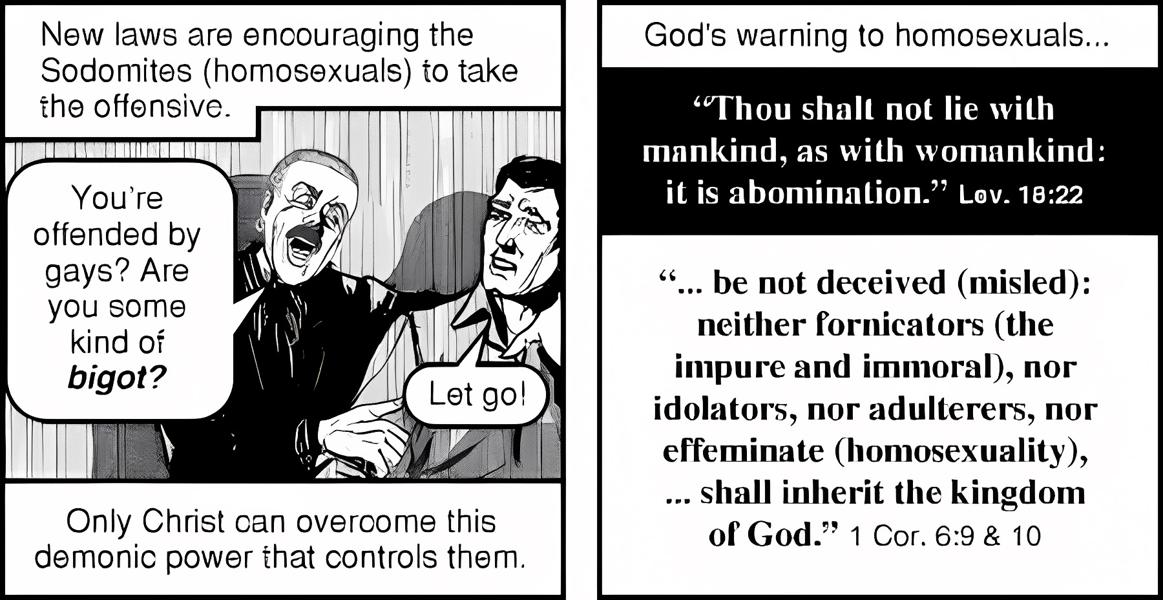 New laws are encouraging the
Sodomites (homosexuals) to take
the offensive.
You're
offended by
gays? Are
you some
kind of
bigot?
Let go!
Only Christ can overcome this
demonic power that controls them.
God's warning to homosexuals...
“Thou shalt not lie with
mankind, as with womankind:
it is abomination.” Lev. 18:22
“... be not deceived (misled):
neither fornicators (the
impure and immoral), nor
idolators, nor adulterers, nor
effeminate (homosexuality),
... shall inherit the kingdom
of God.” 1 Cor. 6:9 & 10